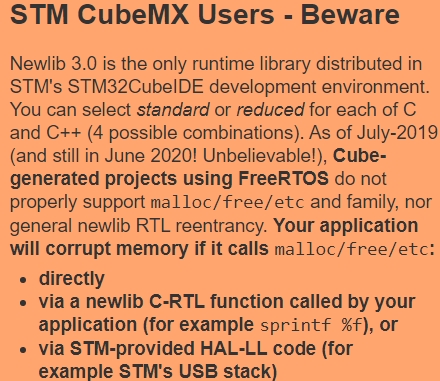 STM CubeMX Users - Beware
Newlib 3.0 is the only runtime library distributed in
STM's STM32CubeIDE development environment.
You can select standard or reduced for each of C
and C++ (4 possible combinations). As of July-2019
(and still in June 2020! Unbelievable!), Cube-
generated projects using FreeRTOS do not
properly support malloc/free/etc and family, nor
general newlib RTL reentrancy. Your application
will corrupt memory if it calls malloc/free/etc:
• directly
• via a newlib C-RTL function called by your
application (for example sprintf %f), or
• via STM-provided HAL-LL code (for
example STM's USB stack)